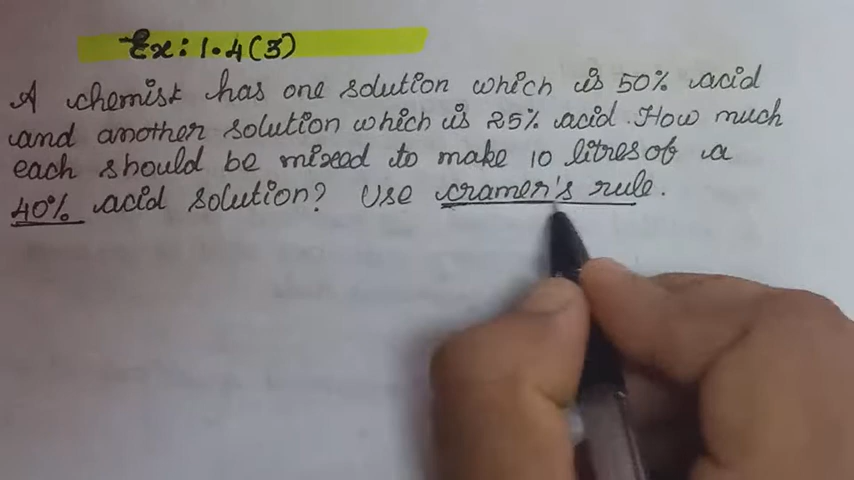 Ex: 1.4(3)
A chemist has one solution which is 50% acid
and another solution which is 25% acid. How much
each should be mixed to make 10 litres of a
40% acid solution? Use cramer's rule.